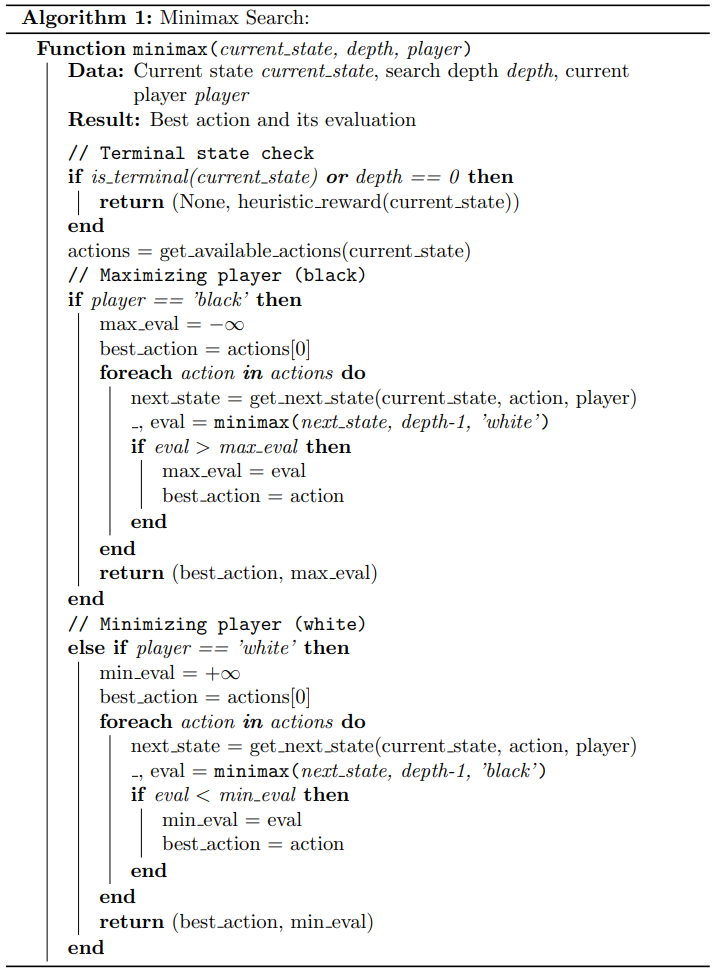 Algorithm 1: Minimax Search:
Function minimax(current_state, depth, player)
Data: Current state current_state, search depth depth, current
player player
Result: Best action and its evaluation
// Terminal state check
if is_terminal(current_state) or depth == 0 then
return (None, heuristic_reward(current_state))
end
actions = get_available_actions(current_state)
// Maximizing player (black)
if player == 'black' then
max_eval = −∞
best_action = actions[0]
foreach action in actions do
next_state = get_next_state(current_state, action, player)
_, eval = minimax(next_state, depth-1, 'white')
if eval > max_eval then
max_eval = eval
best_action = action
end
end
return (best_action, max_eval)
end
// Minimizing player (white)
else if player == 'white' then
min_eval = +∞
best_action = actions[0]
foreach action in actions do
next_state = get_next_state(current_state, action, player)
_, eval = minimax(next_state, depth-1, 'black')
if eval < min_eval then
min_eval = eval
best_action = action
end
end
return (best_action, min_eval)
end